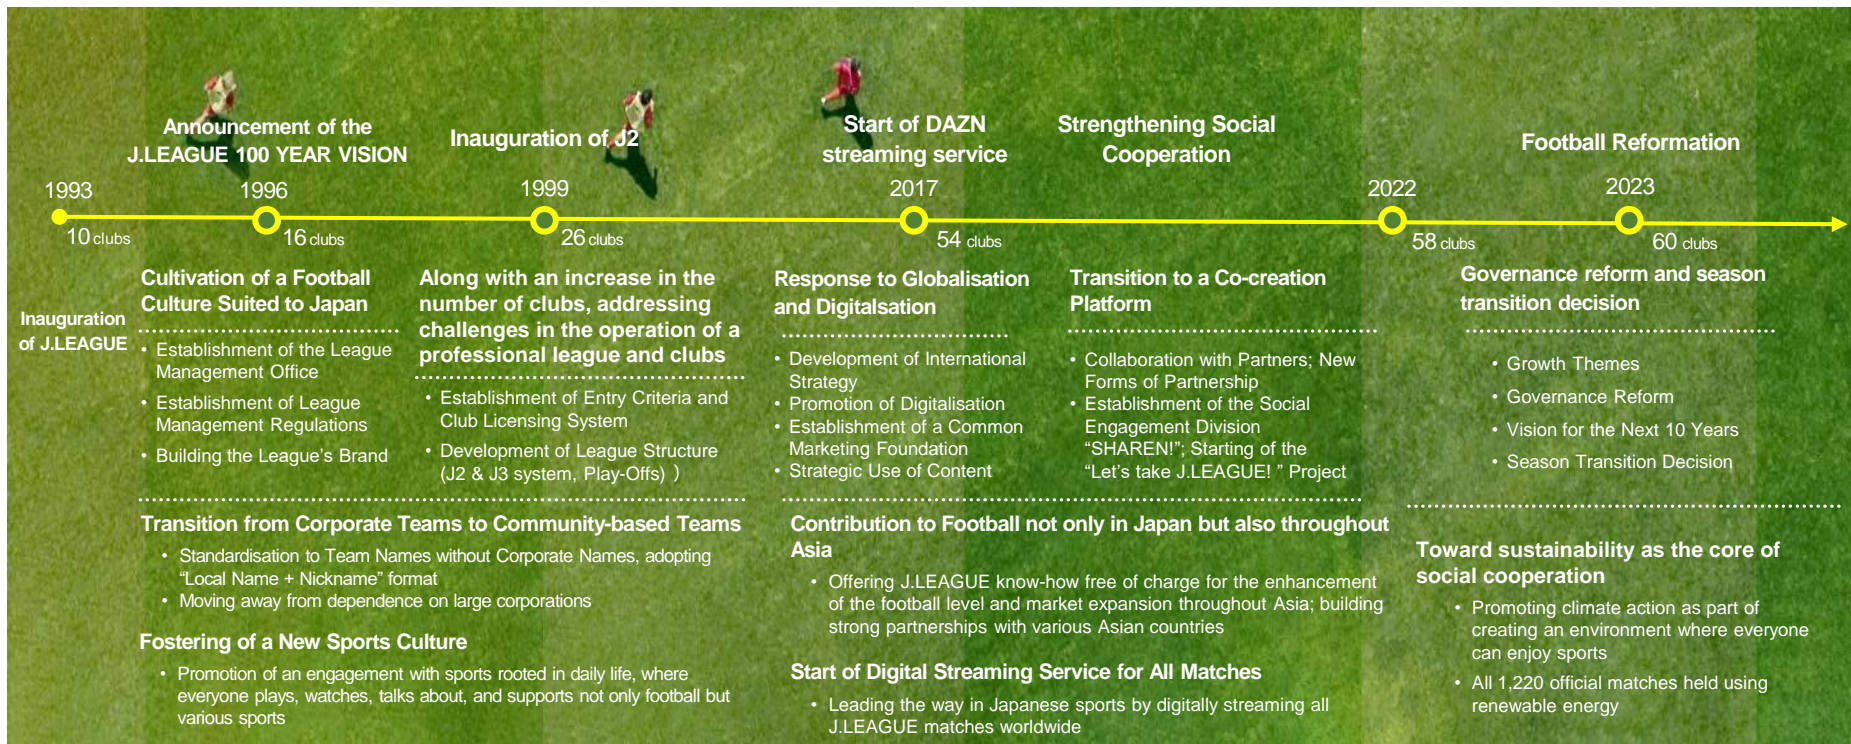 Announcement of the
J.LEAGUE 100 YEAR VISION
Inauguration of J2
Start of DAZN
streaming service
Strengthening Social
Cooperation
Football Reformation
1993
1996
1999
2017
2022
2023
10 clubs
16 clubs
26 clubs
54 clubs
58 clubs
60 clubs
Inauguration
of J.LEAGUE
Cultivation of a Football
Culture Suited to Japan
• Establishment of the League
Management Office
• Establishment of League
Management Regulations
• Building the League's Brand
Along with an increase in the
number of clubs, addressing
challenges in the operation of a
professional league and clubs
• Establishment of Entry Criteria and
Club Licensing System
• Development of League Structure
(J2 & J3 system, Play-Offs) ）
Transition from Corporate Teams to Community-based Teams
• Standardisation to Team Names without Corporate Names, adopting
“Local Name + Nickname” format
• Moving away from dependence on large corporations
Fostering of a New Sports Culture
• Promotion of an engagement with sports rooted in daily life, where
everyone plays, watches, talks about, and supports not only football but
various sports
Response to Globalisation
and Digitalsation
• Development of International
Strategy
• Promotion of Digitalisation
• Establishment of a Common
Marketing Foundation
• Strategic Use of Content
Transition to a Co-creation
Platform
• Collaboration with Partners; New
Forms of Partnership
• Establishment of the Social
Engagement Division
“SHAREN!”; Starting of the
“Let's take J.LEAGUE! ” Project
Contribution to Football not only in Japan but also throughout
Asia
• Offering J.LEAGUE know-how free of charge for the enhancement
of the football level and market expansion throughout Asia; building
strong partnerships with various Asian countries
Start of Digital Streaming Service for All Matches
• Leading the way in Japanese sports by digitally streaming all
J.LEAGUE matches worldwide
Governance reform and season
transition decision
• Growth Themes
• Governance Reform
• Vision for the Next 10 Years
• Season Transition Decision
Toward sustainability as the core of
social cooperation
• Promoting climate action as part of
creating an environment where everyone
can enjoy sports
• All 1,220 official matches held using
renewable energy